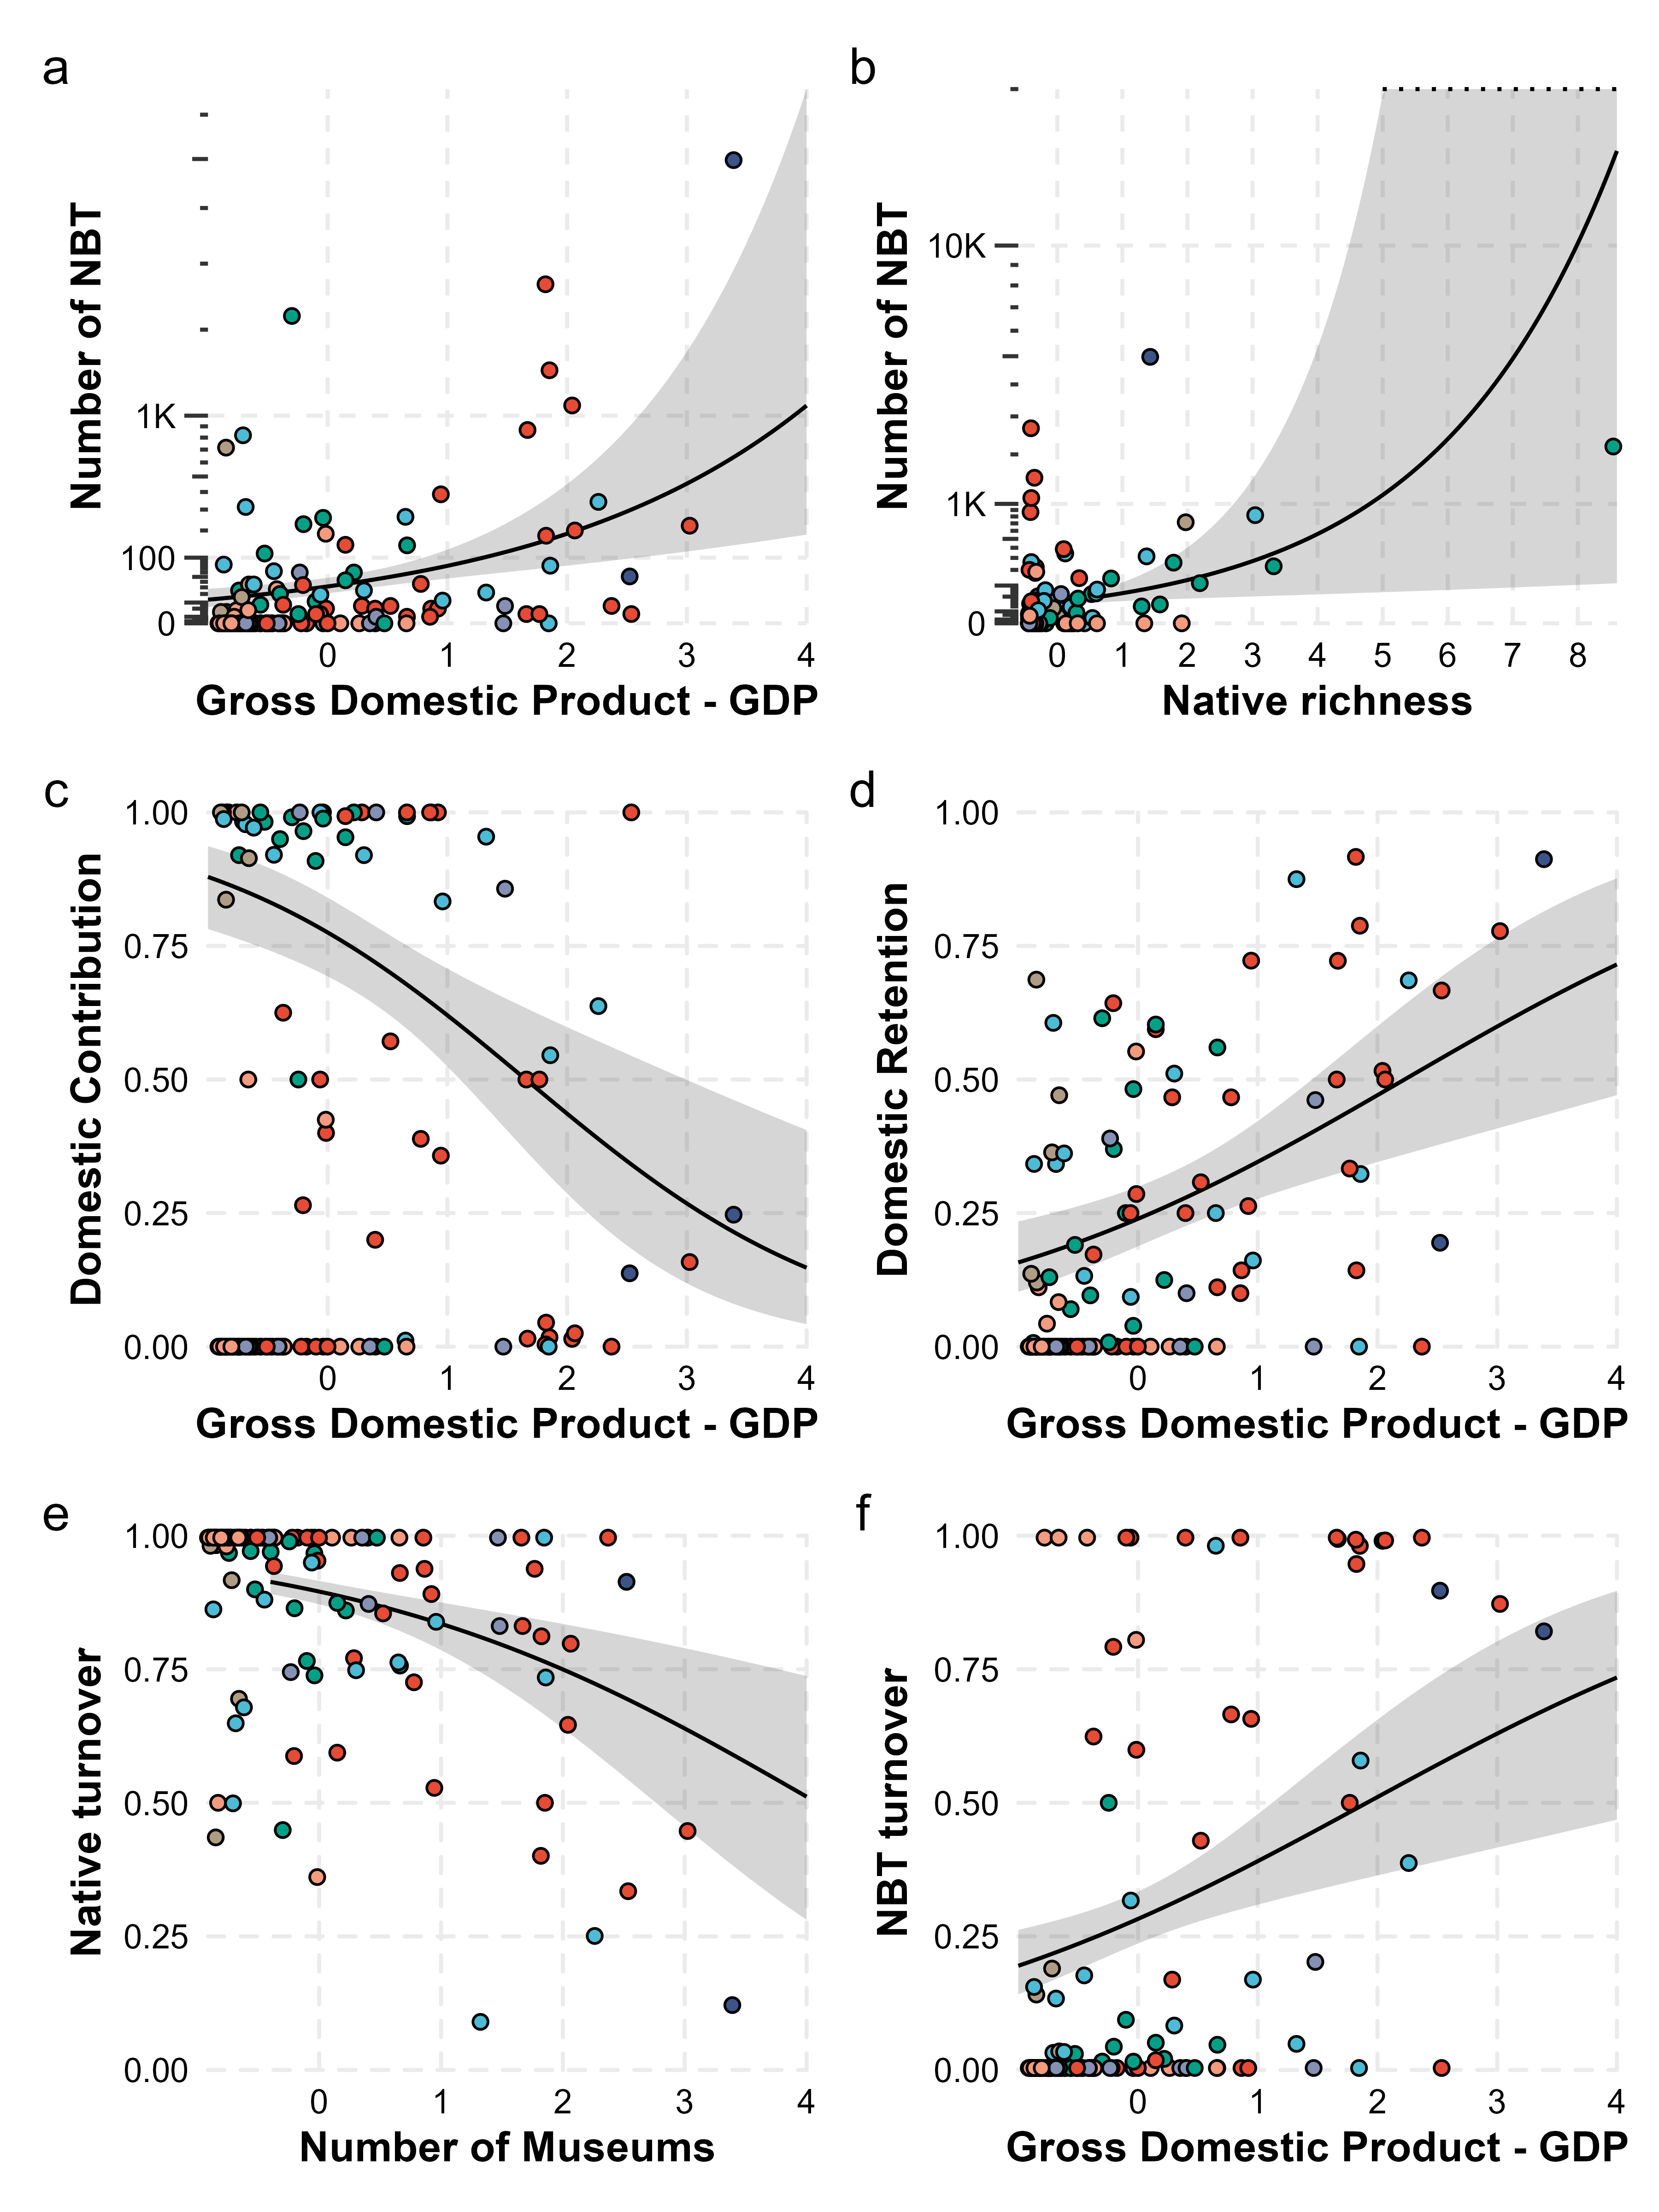 a
Number of NBT
1K
100
0
0 1 2 3 4
Gross Domestic Product - GDP
b
Number of NBT
10K
1K
0
0 1 2 3 4 5 6 7 8
Native richness
c
Domestic Contribution
1.00
0.75
0.50
0.25
0.00
0 1 2 3 4
Gross Domestic Product - GDP
d
Domestic Retention
1.00
0.75
0.50
0.25
0.00
0 1 2 3 4
Gross Domestic Product - GDP
e
Native turnover
1.00
0.75
0.50
0.25
0.00
0 1 2 3 4
Number of Museums
f
NBT turnover
1.00
0.75
0.50
0.25
0.00
0 1 2 3 4
Gross Domestic Product - GDP